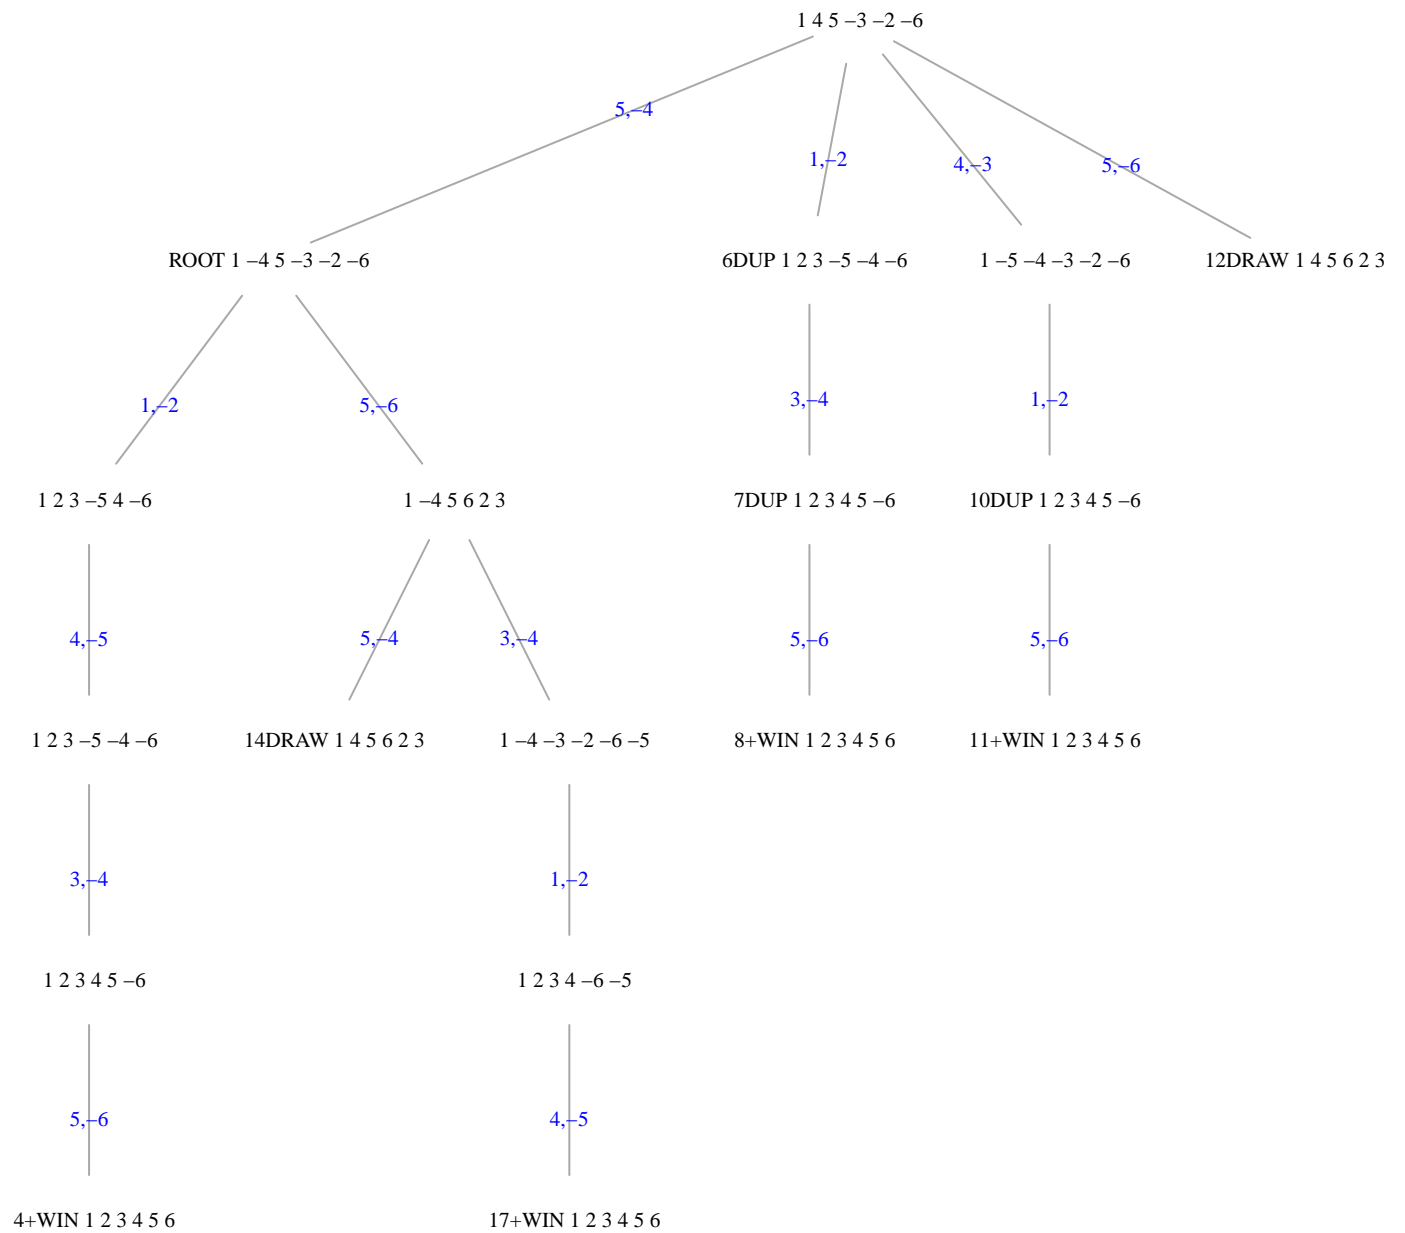 1 4 5 –3 –2 –6
5,–4
1,–2
4,–3
5,–6
ROOT 1 –4 5 –3 –2 –6
6DUP 1 2 3 –5 –4 –6
1 –5 –4 –3 –2 –6
12DRAW 1 4 5 6 2 3
1,–2
5,–6
3,–4
1,–2
1 2 3 –5 4 –6
1 –4 5 6 2 3
7DUP 1 2 3 4 5 –6
10DUP 1 2 3 4 5 –6
4,–5
5,–4
3,–4
5,–6
5,–6
1 2 3 –5 –4 –6
14DRAW 1 4 5 6 2 3
1 –4 –3 –2 –6 –5
8+WIN 1 2 3 4 5 6
11+WIN 1 2 3 4 5 6
3,–4
1,–2
1 2 3 4 5 –6
1 2 3 4 –6 –5
5,–6
4,–5
4+WIN 1 2 3 4 5 6
17+WIN 1 2 3 4 5 6